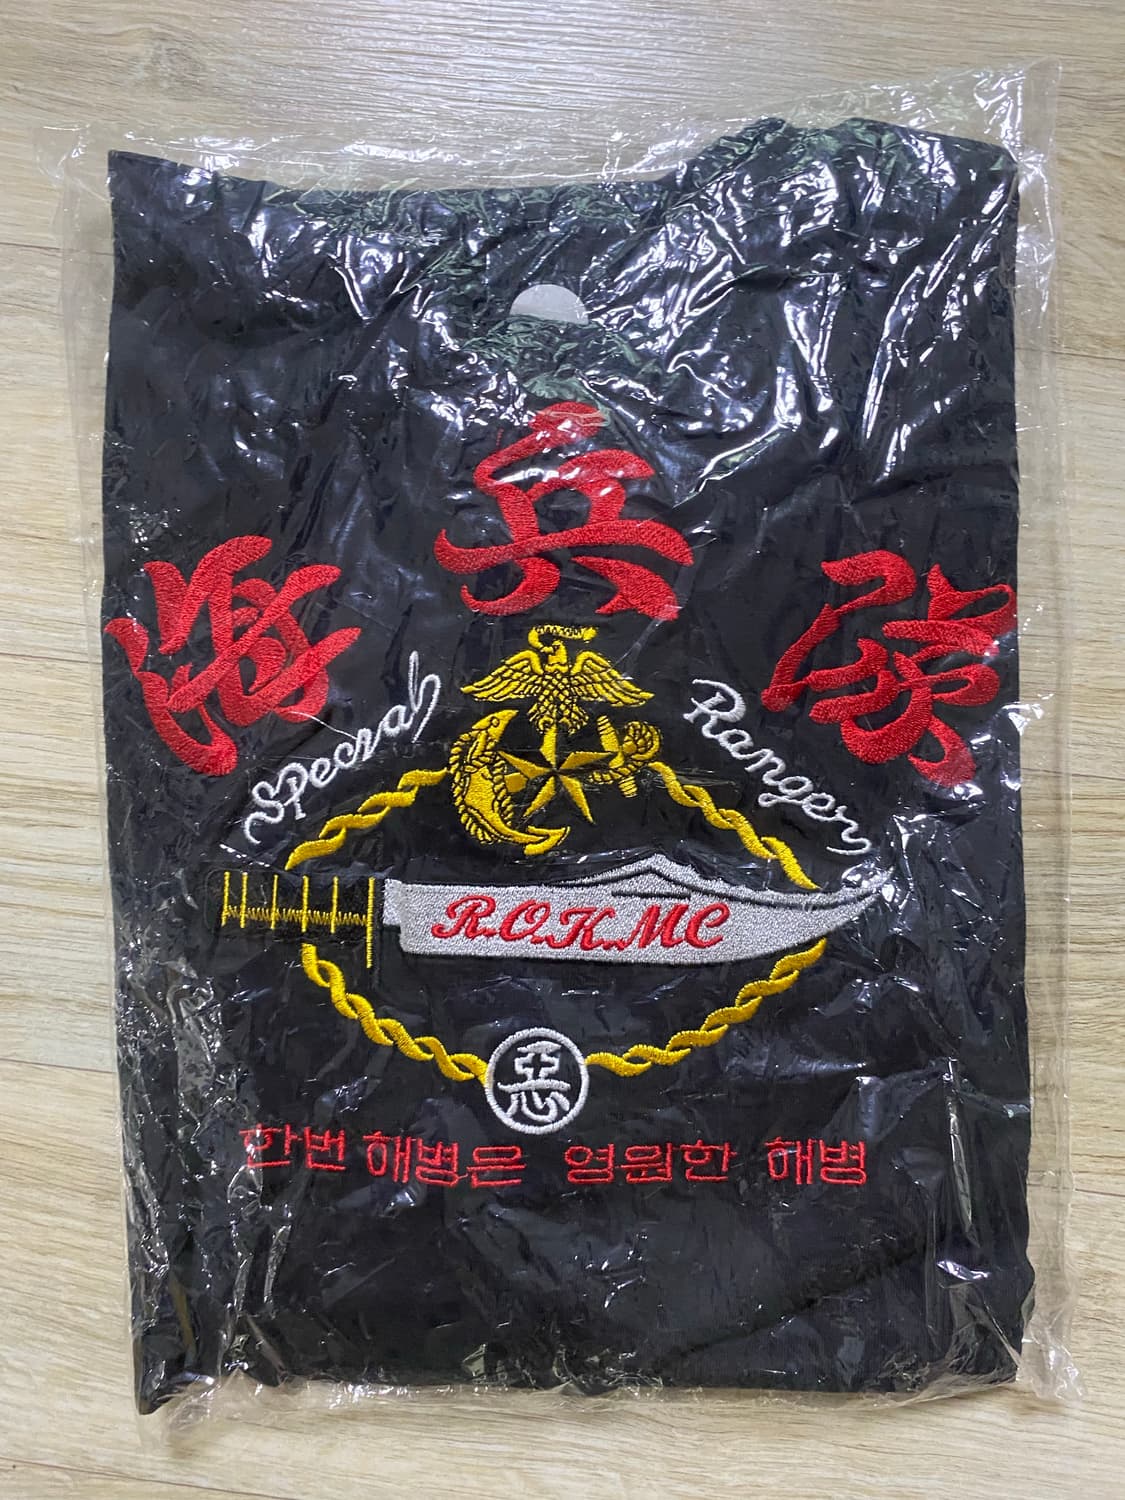 海兵隊
Special Ranger
R.O.K.MC
惡
한번 해병은 영원한 해병